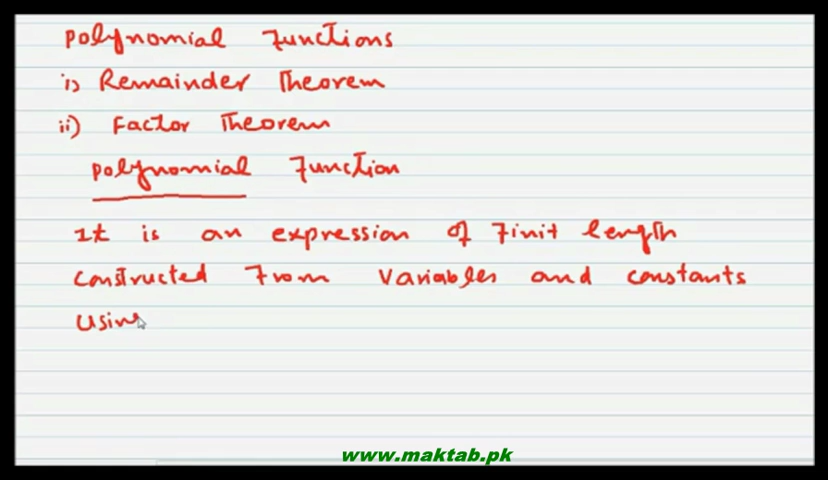 Polynomial Functions
i) Remainder Theorem
ii) Factor Theorem
Polynomial Function
It is an expression of Finit length
constructed From variables and constants
Using
www.maktab.pk